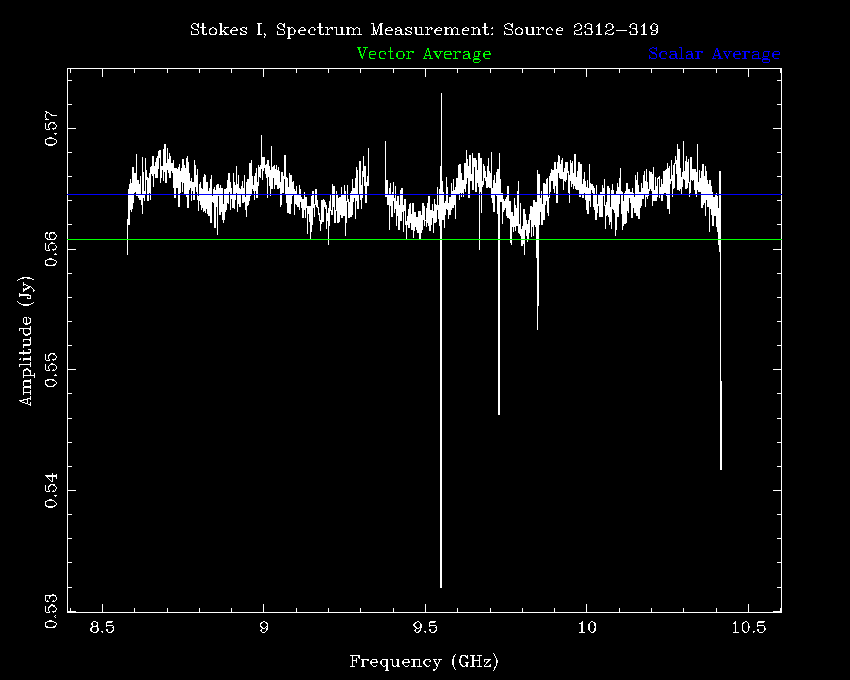 Stokes I, Spectrum Measurement: Source 2312-319
Vector Average Scalar Average
0.57
0.56
0.55
0.54
0.53
Amplitude (Jy)
8.5 9 9.5 10 10.5
Frequency (GHz)